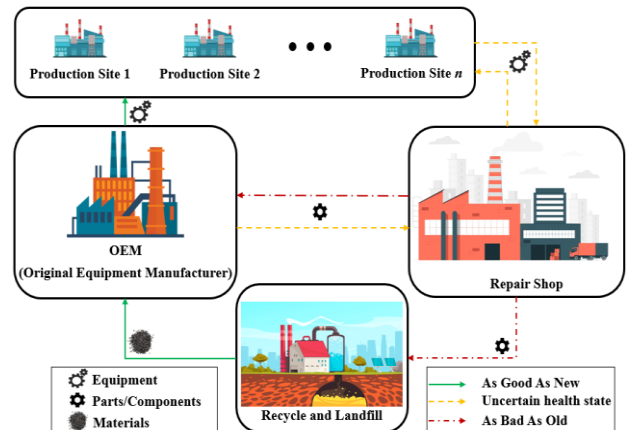 Production Site 1
Production Site 2
Production Site n
OEM
(Original Equipment Manufacturer)
Repair Shop
Recycle and Landfill
Equipment
Parts/Components
Materials
As Good As New
Uncertain health state
As Bad As Old